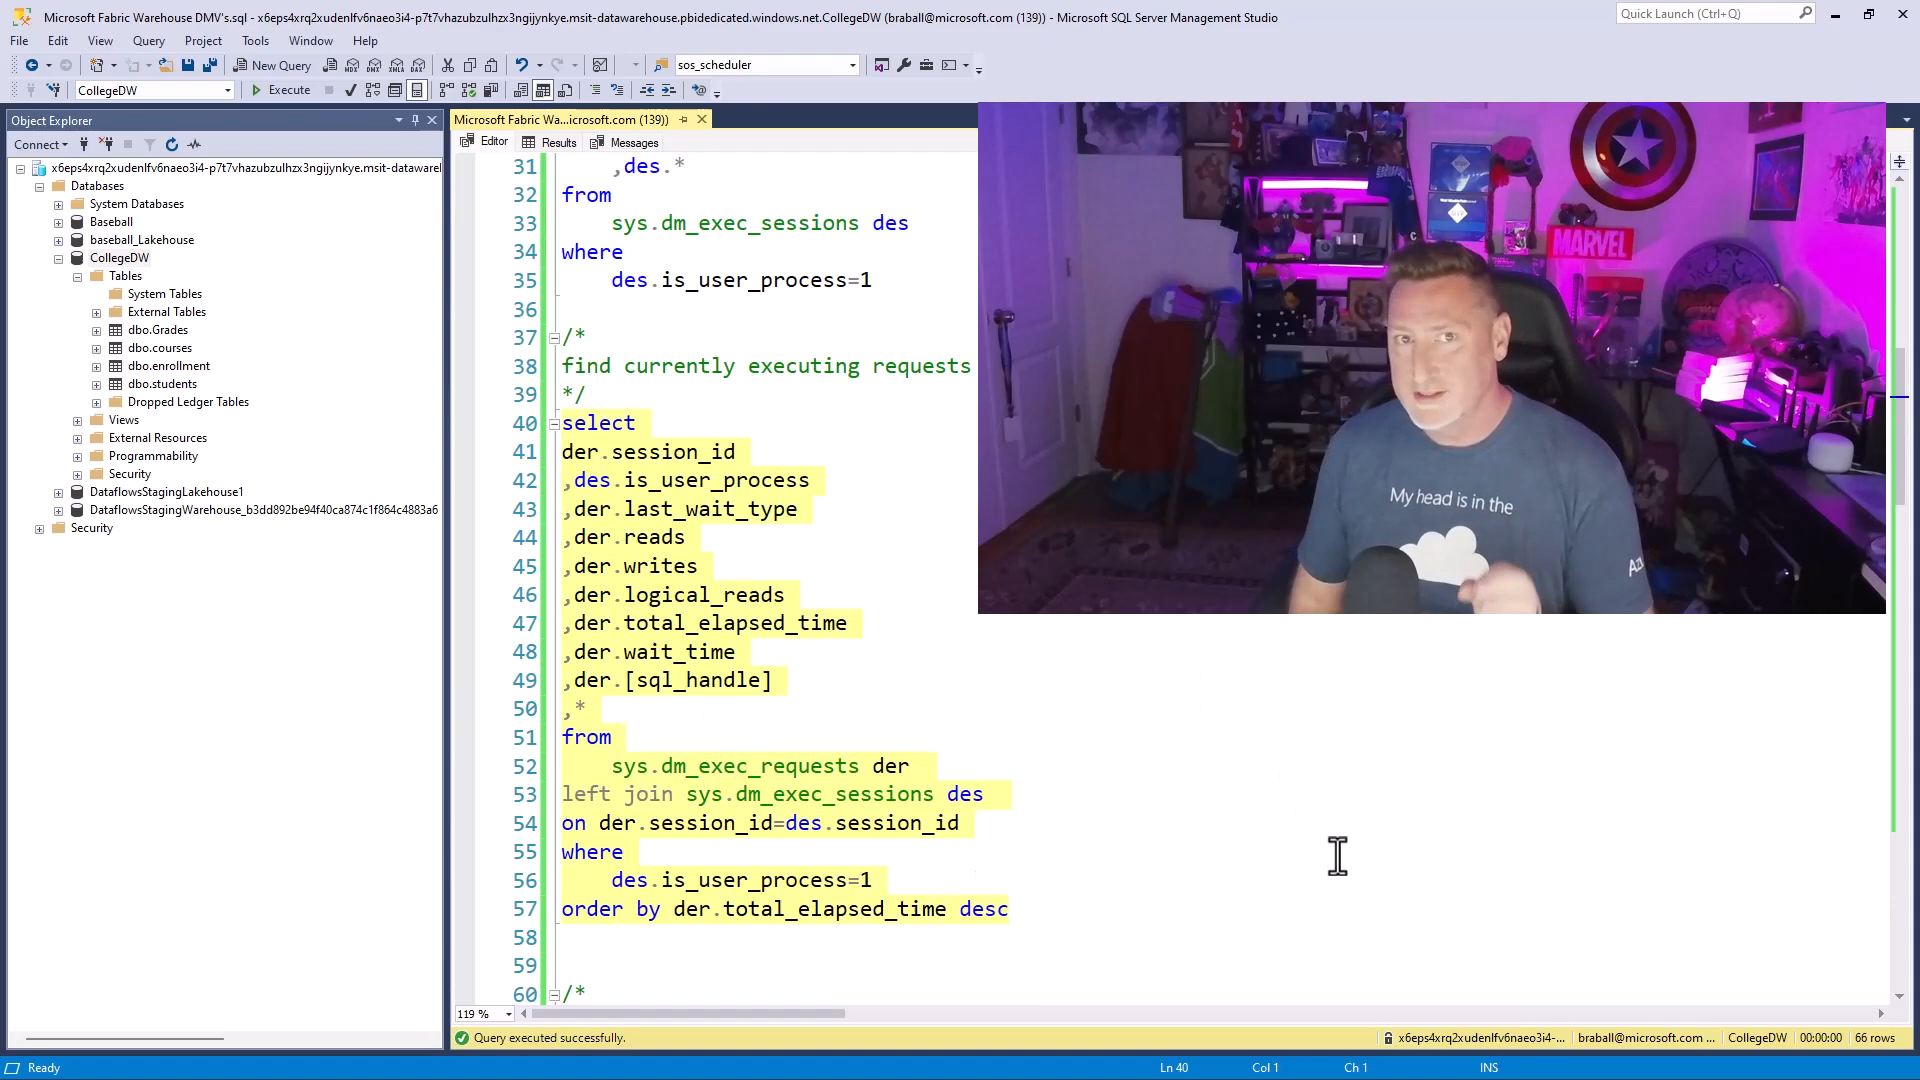 Microsoft Fabric Warehouse DMV's.sql - x6eps4xrq2xudenlfv6naeo3i4-p7t7vhazubzulhzx3ngijynkye.msit-datawarehouse.pbidedicated.windows.net.CollegeDW (braball@microsoft.com (139)) - Microsoft SQL Server Management Studio
Quick Launch (Ctrl+Q)
File Edit View Query Project Tools Window Help
New Query
sos_scheduler
CollegeDW
Execute
Object Explorer
Microsoft Fabric Wa...icrosoft.com (139))
Connect
Editor Results Messages
x6eps4xrq2xudenlfv6naeo3i4-p7t7vhazubzulhzx3ngijynkye.msit-datawarel
Databases
System Databases
Baseball
baseball_Lakehouse
CollegeDW
Tables
System Tables
External Tables
dbo.Grades
dbo.courses
dbo.enrollment
dbo.students
Dropped Ledger Tables
Views
External Resources
Programmability
Security
DataflowsStagingLakehouse1
DataflowsStagingWarehouse_b3dd892be94f40ca874c1f864c4883a6
Security
31 ,des.*
32 from
33 sys.dm_exec_sessions des
34 where
35 des.is_user_process=1
36
37 /*
38 find currently executing requests
39 */
40 select
41 der.session_id
42 ,des.is_user_process
43 ,der.last_wait_type
44 ,der.reads
45 ,der.writes
46 ,der.logical_reads
47 ,der.total_elapsed_time
48 ,der.wait_time
49 ,der.[sql_handle]
50 ,*
51 from
52 sys.dm_exec_requests der
53 left join sys.dm_exec_sessions des
54 on der.session_id=des.session_id
55 where
56 des.is_user_process=1
57 order by der.total_elapsed_time desc
58
59
60 /*
MARVEL
My head is in the
119 %
Query executed successfully.
x6eps4xrq2xudenlfv6naeo3i4-... braball@microsoft.com ... CollegeDW 00:00:00 66 rows
Ready
Ln 40 Col 1 Ch 1 INS